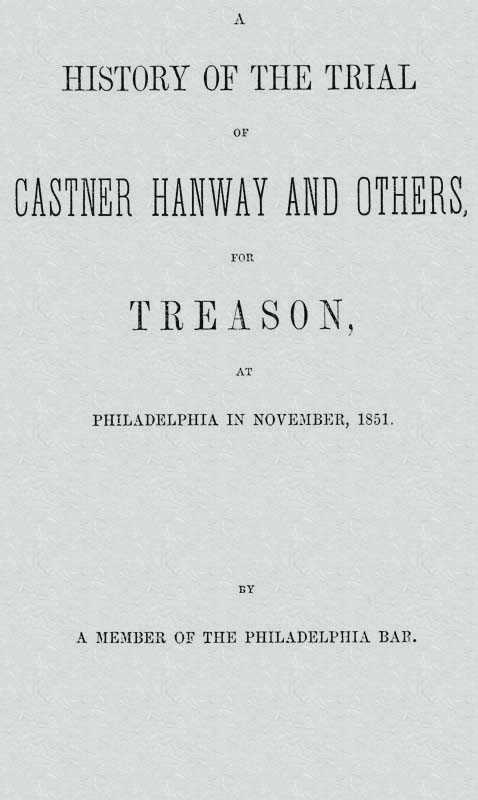 A
HISTORY OF THE TRIAL
OF
CASTNER HANWAY AND OTHERS,
FOR
TREASON,
AT
PHILADELPHIA IN NOVEMBER, 1851.
BY
A MEMBER OF THE PHILADELPHIA BAR.